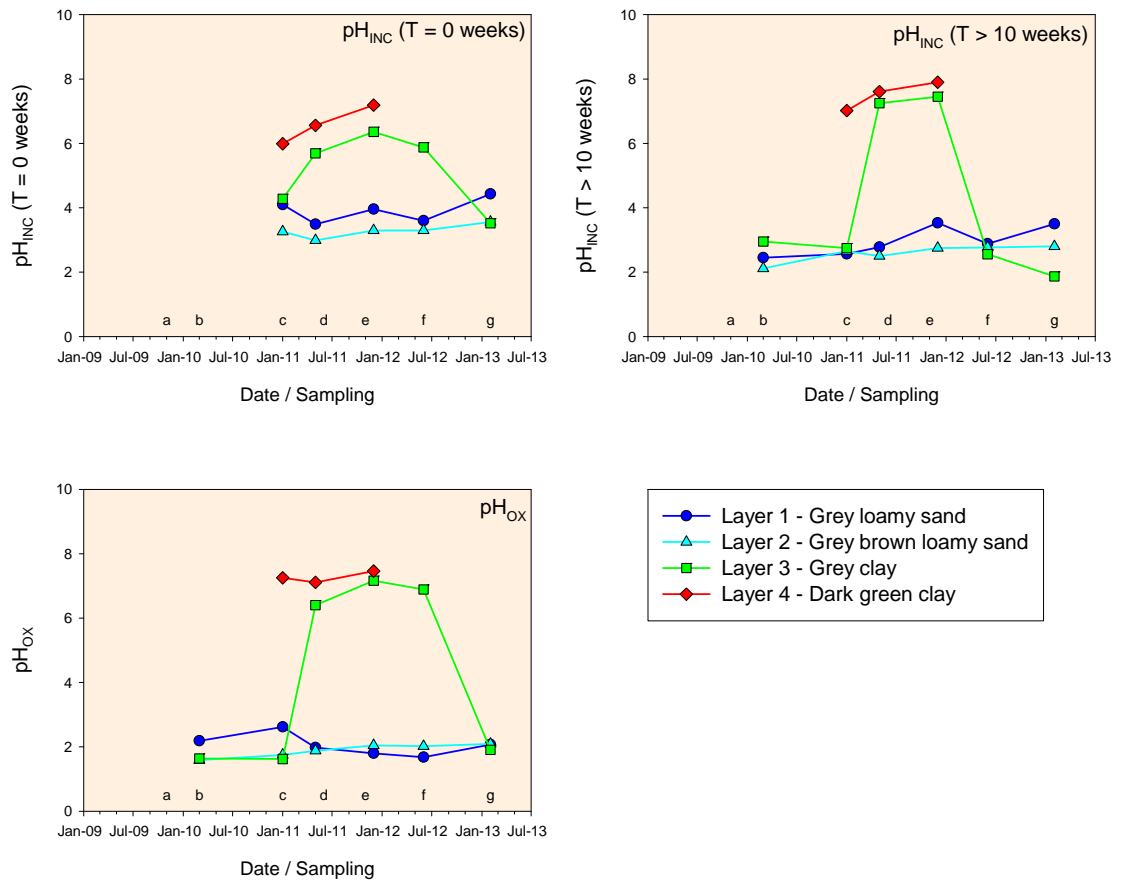 pH_INC (T = 0 weeks)
pH_INC (T = 0 weeks)
10
8
6
4
2
0
a b c d e f g
Jan-09 Jul-09 Jan-10 Jul-10 Jan-11 Jul-11 Jan-12 Jul-12 Jan-13 Jul-13
Date / Sampling
pH_INC (T > 10 weeks)
pH_INC (T > 10 weeks)
10
8
6
4
2
0
a b c d e f g
Jan-09 Jul-09 Jan-10 Jul-10 Jan-11 Jul-11 Jan-12 Jul-12 Jan-13 Jul-13
Date / Sampling
pH_OX
pH_OX
10
8
6
4
2
0
a b c d e f g
Jan-09 Jul-09 Jan-10 Jul-10 Jan-11 Jul-11 Jan-12 Jul-12 Jan-13 Jul-13
Date / Sampling
Layer 1 - Grey loamy sand
Layer 2 - Grey brown loamy sand
Layer 3 - Grey clay
Layer 4 - Dark green clay